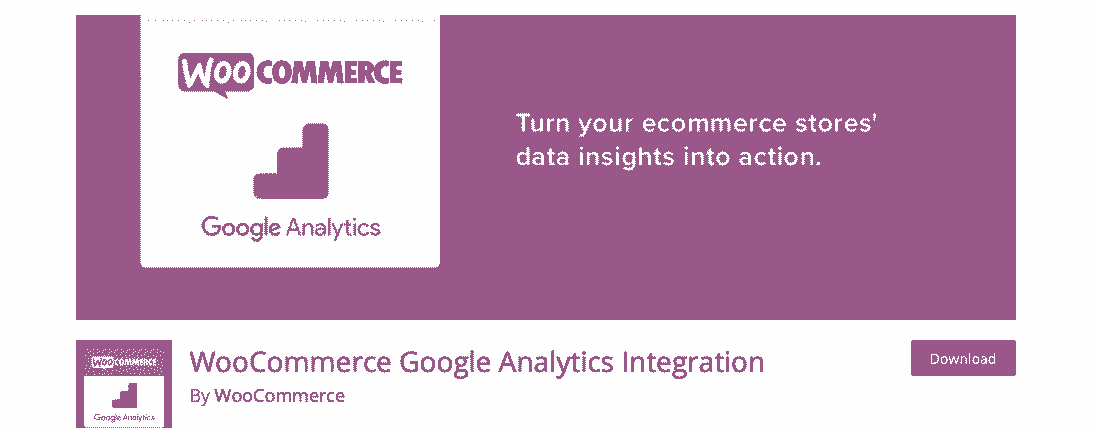 WOOCOMMERCE
Google Analytics
Turn your ecommerce stores'
data insights into action.
WOOCOMMERCE
Google Analytics
WooCommerce Google Analytics Integration
By WooCommerce
Download